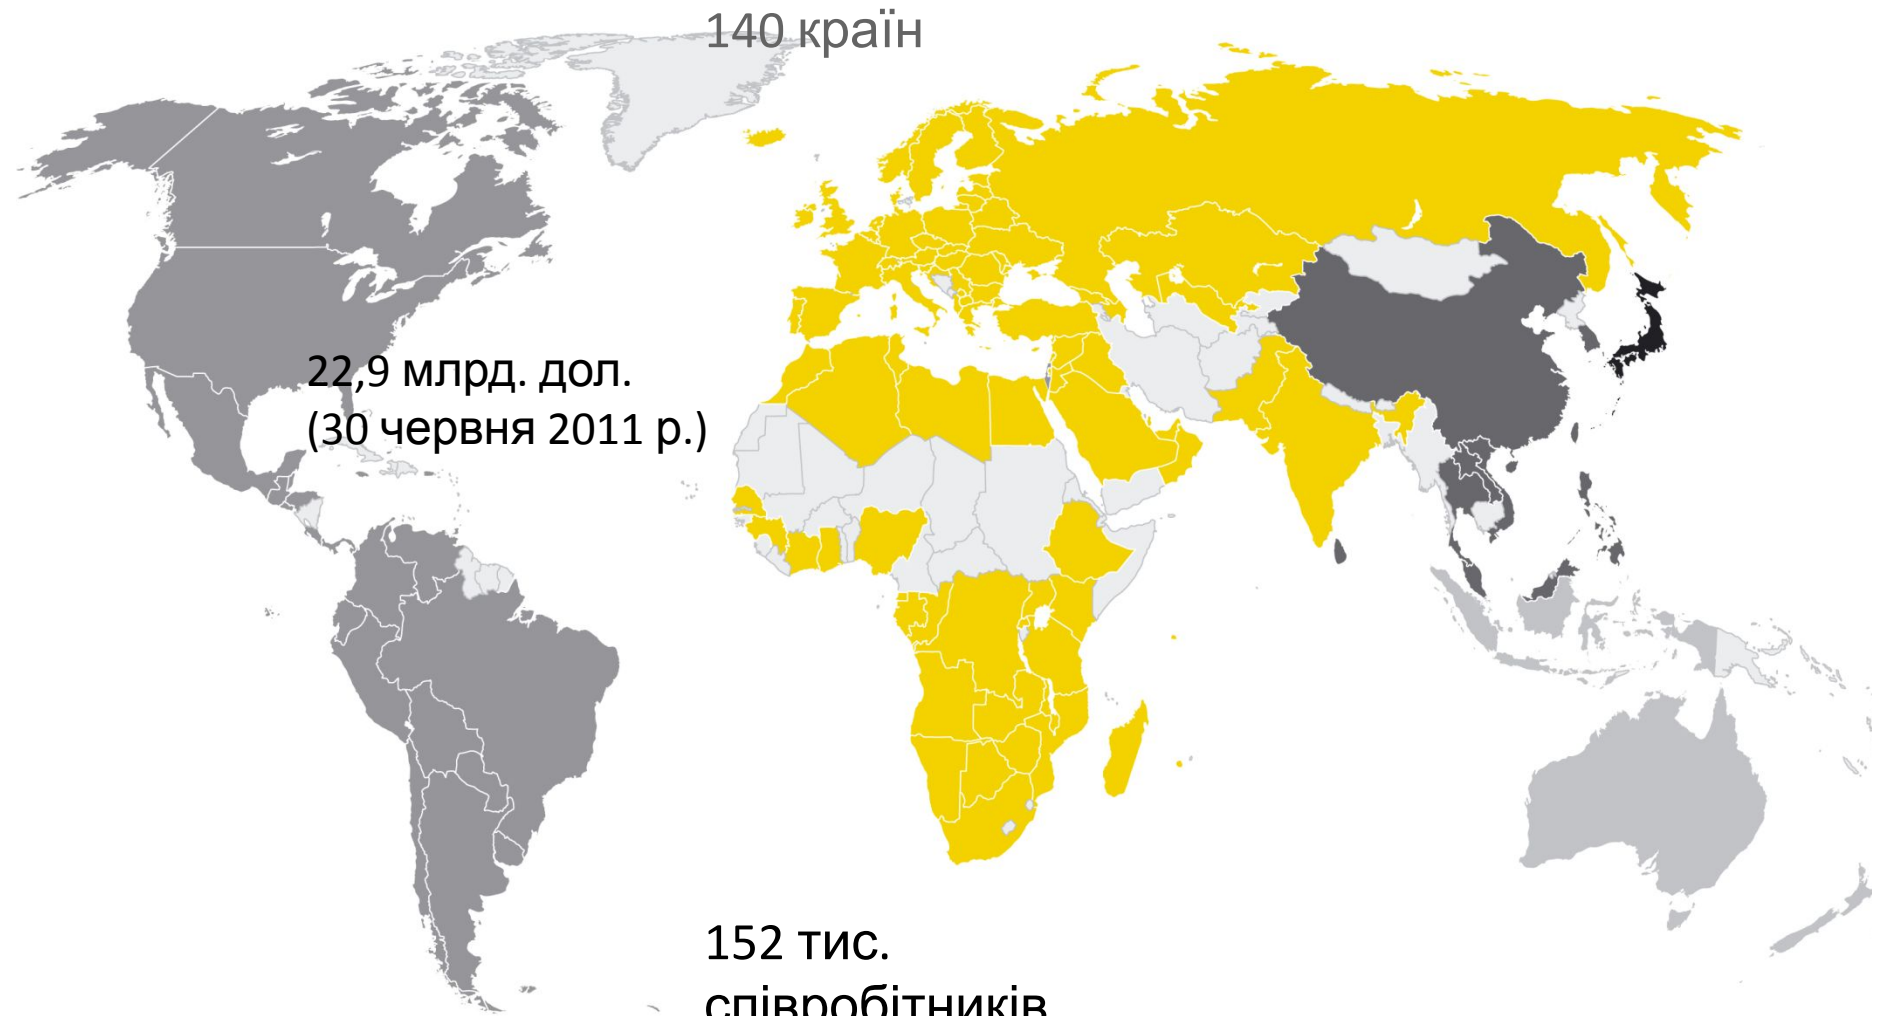 140 країн
22,9 млрд. дол.
(30 червня 2011 р.)
152 тис.
співробітників